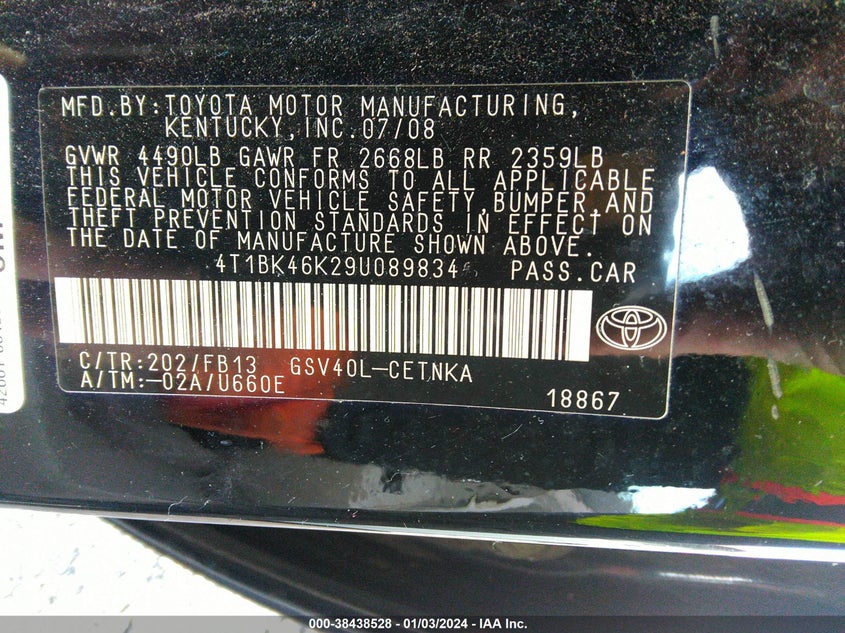 MFD.BY:TOYOTA MOTOR MANUFACTURING,
KENTUCKY,INC.07/08
GVWR 4490LB GAWR FR 2668LB RR 2359LB
THIS VEHICLE CONFORMS TO ALL APPLICABLE
FEDERAL MOTOR VEHICLE SAFETY,BUMPER,AND
THEFT PREVENTION STANDARDS IN EFFECT ON
THE DATE OF MANUFACTURE SHOWN ABOVE.
4T1BK46K29U089834 PASS.CAR
C/TR:202/FB13 GSV40L-CETNKA
A/TM:-02A/U660E
18867
000-38438528 - 01/03/2024 - IAA Inc.